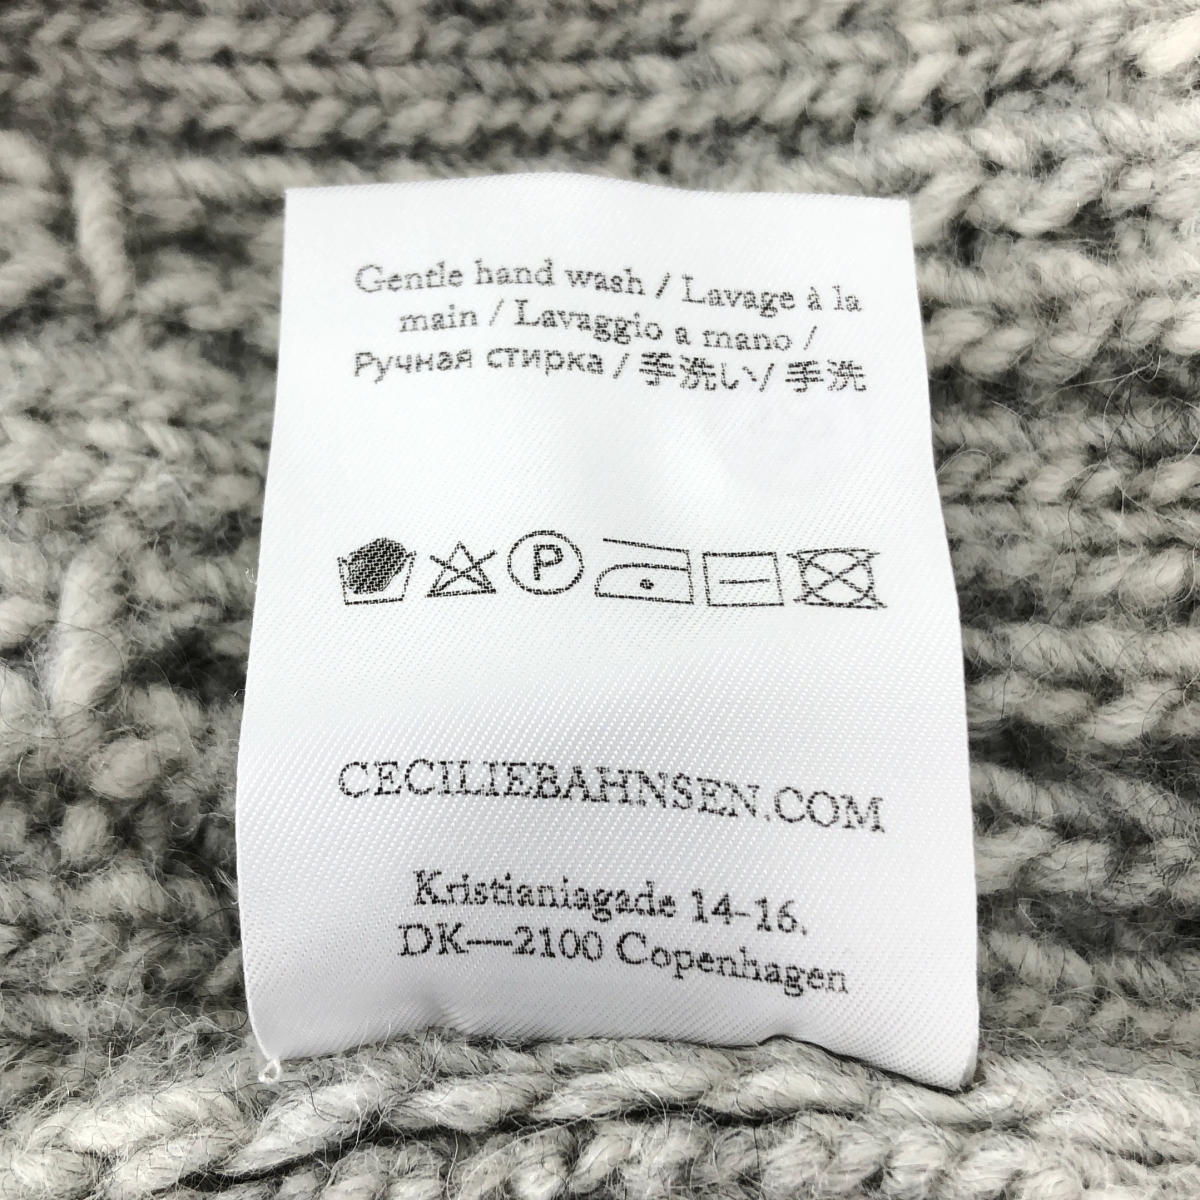 Gentle hand wash / Lavage à la
main / Lavaggio a mano /
Ручная стирка / 手洗い/ 手洗
P
CECILIEBAHNSEN.COM
Kristianiagade 14-16.
DK—2100 Copenhagen